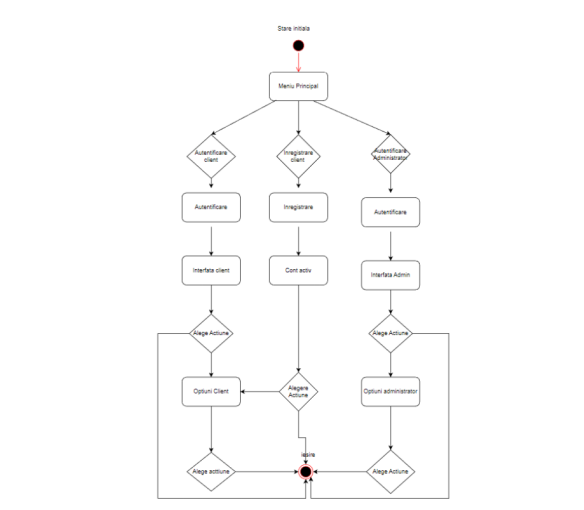 Stare initiala
Meniu Principal
Autentificare
client
Inregistrare
client
Autentificare
Administrator
Autentificare
Inregistrare
Autentificare
Interfata client
Cont activ
Interfata Admin
Alege Actiune
Alege Actiune
Optiuni Client
Alegere
Actiune
Optiuni administrator
iesire
Alege acttiune
Alege Actiune